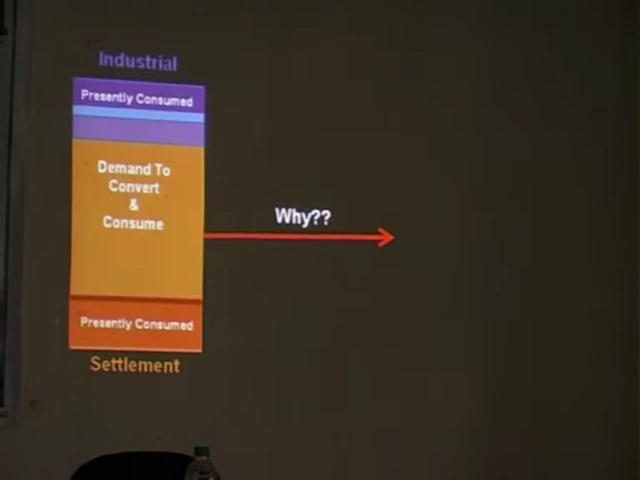 Industrial
Presently Consumed
Demand To
Convert
&
Consume
Why??
Presently Consumed
Settlement